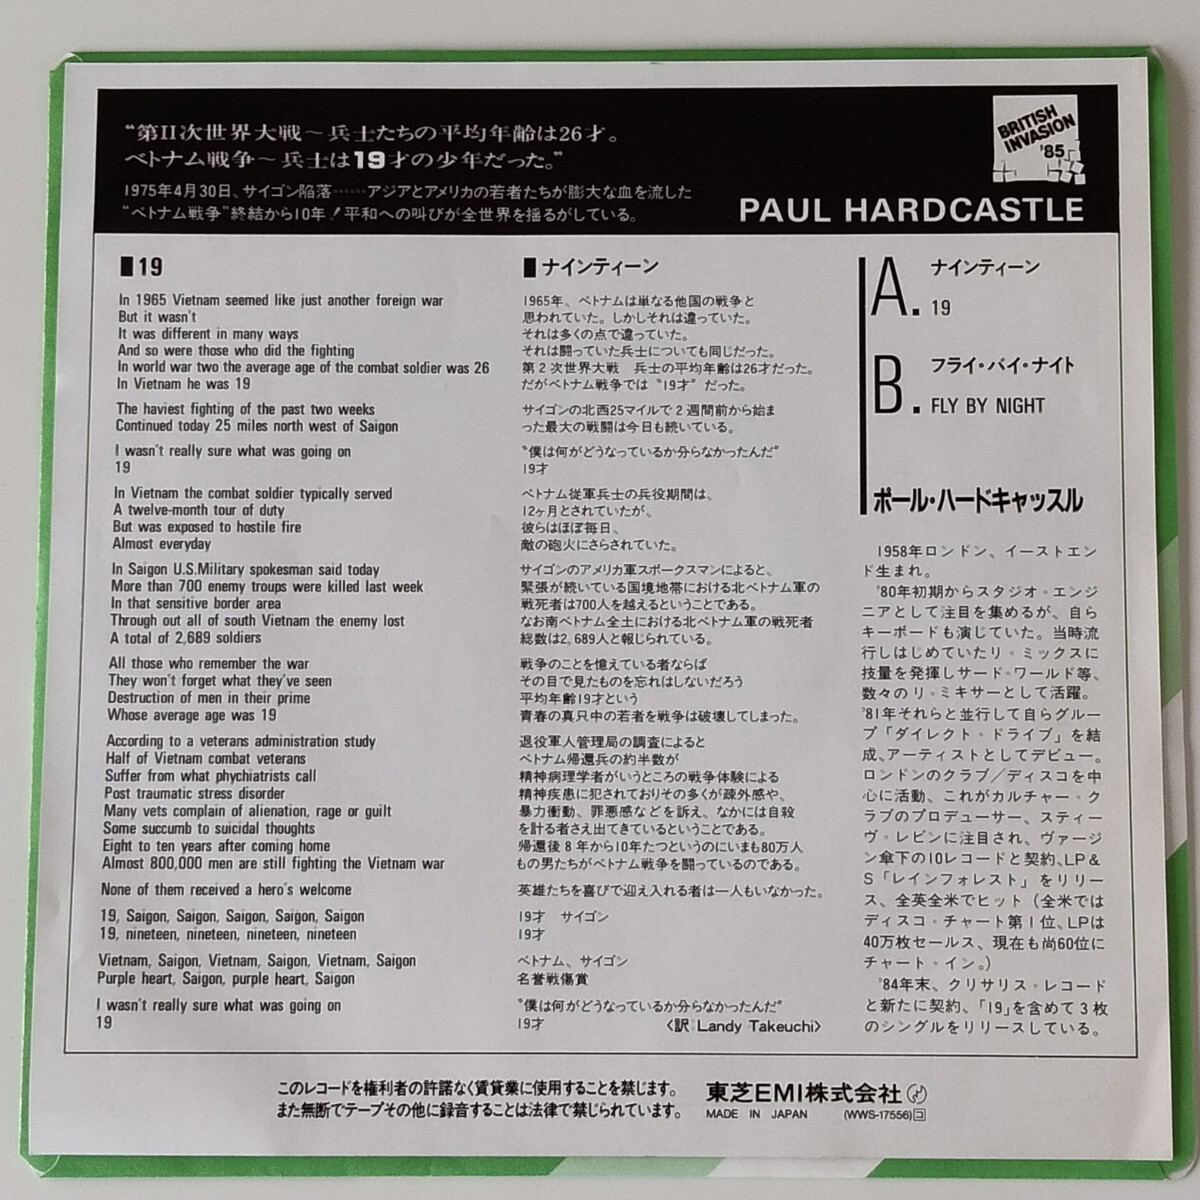 “第II次世界大戦〜兵士たちの平均年齢は26才。
ベトナム戦争〜兵士は19才の少年だった。”
1975年4月30日、サイゴン陥落……アジアとアメリカの若者たちが膨大な血を流した
“ベトナム戦争”終結から10年！平和への叫びが全世界を揺るがしている。
BRITISH
INVASION
'85
PAUL HARDCASTLE
■19
In 1965 Vietnam seemed like just another foreign war
But it wasn't
It was different in many ways
And so were those who did the fighting
In world war two the average age of the combat soldier was 26
In Vietnam he was 19
The haviest fighting of the past two weeks
Continued today 25 miles north west of Saigon
I wasn't really sure what was going on
19
In Vietnam the combat soldier typically served
A twelve-month tour of duty
But was exposed to hostile fire
Almost everyday
In Saigon U.S.Military spokesman said today
More than 700 enemy troups were killed last week
In that sensitive border area
Through out all of south Vietnam the enemy lost
A total of 2,689 soldiers
All those who remember the war
They won't forget what they've seen
Destruction of men in their prime
Whose average age was 19
According to a veterans administration study
Half of Vietnam combat veterans
Suffer from what phychiatrists call
Post traumatic stress disorder
Many vets complain of alienation, rage or guilt
Some succumb to suicidal thoughts
Eight to ten years after coming home
Almost 800,000 men are still fighting the Vietnam war
None of them received a hero's welcome
19, Saigon, Saigon, Saigon, Saigon, Saigon
19, nineteen, nineteen, nineteen, nineteen
Vietnam, Saigon, Vietnam, Saigon, Vietnam, Saigon
Purple heart, Saigon, purple heart, Saigon
I wasn't really sure what was going on
19
■ナインティーン
1965年、ベトナムは単なる他国の戦争と
思われていた。しかしそれは違っていた。
それは多くの点で違っていた。
それは闘っていた兵士についても同じだった。
第2次世界大戦　兵士の平均年齢は26才だった。
だがベトナム戦争では“19才”だった。
サイゴンの北西25マイルで2週間前から始ま
った最大の戦闘は今日も続いている。
“僕は何がどうなっているか分らなかったんだ”
19才
ベトナム従軍兵士の兵役期間は、
12ヶ月とされていたが、
彼らはほぼ毎日、
敵の砲火にさらされていた。
サイゴンのアメリカ軍スポークスマンによると、
緊張が続いている国境地帯における北ベトナム軍の
戦死者は700人を越えるということである。
なお南ベトナム全土における北ベトナム軍の戦死者
総数は2,689人と報じられている。
戦争のことを憶えている者ならば
その目で見たものを忘れはしないだろう
平均年齢19才という
青春の真只中の若者を戦争は破壊してしまった。
退役軍人管理局の調査によると
ベトナム帰還兵の約半数が
精神病理学者がいうところの戦争体験による
精神疾患に犯されておりその多くが疎外感や、
暴力衝動、罪悪感などを訴え、なかには自殺
を計る者さえ出てきているということである。
帰還後8年から10年たつというのにいまも80万人
もの男たちがベトナム戦争を闘っているのである。
英雄たちを喜びで迎え入れる者は一人もいなかった。
19才　サイゴン
19才
ベトナム、サイゴン
名誉戦傷賞
“僕は何がどうなっているか分らなかったんだ”
19才　〈訳：Landy Takeuchi〉
A. ナインティーン
19
B. フライ・バイ・ナイト
FLY BY NIGHT
ポール・ハードキャッスル
1958年ロンドン、イーストエン
ド生まれ。
'80年初期からスタジオ・エンジ
ニアとして注目を集めるが、自ら
キーボードも演じていた。当時流
行しはじめていたリ・ミックスに
技量を発揮しサード・ワールド等、
数々のリ・ミキサーとして活躍。
'81年それらと並行して自らグルー
プ「ダイレクト・ドライブ」を結
成、アーティストとしてデビュー。
ロンドンのクラブ／ディスコを中
心に活動、これがカルチャー・ク
ラブのプロデューサー、スティー
ヴ・レビンに注目され、ヴァージ
ン傘下の10レコードと契約、LP＆
S「レインフォレスト」をリリー
ス、全英全米でヒット（全米では
ディスコ・チャート第1位、LPは
40万枚セールス、現在も尚60位に
チャート・イン。）
'84年末、クリサリス・レコード
と新たに契約、「19」を含めて3枚
のシングルをリリースしている。
このレコードを権利者の許諾なく賃貸業に使用することを禁じます。
また無断でテープその他に録音することは法律で禁じられています。
東芝EMI株式会社
MADE IN JAPAN (WWS-17556)コ